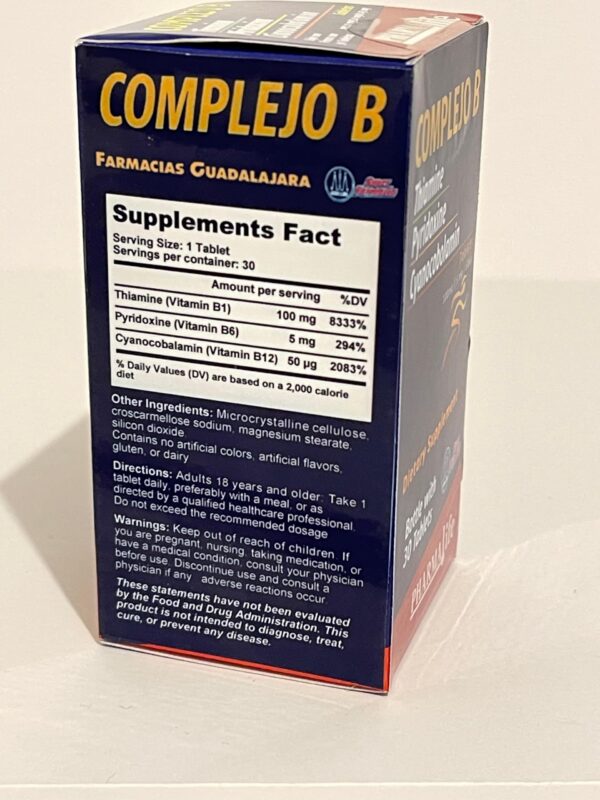 COMPLEJO B
FARMACIAS GUADALAJARA
Supplements Fact
Serving Size: 1 Tablet
Servings per container: 30
Amount per serving %DV
Thiamine (Vitamin B1) 100 mg 8333%
Pyridoxine (Vitamin B6) 5 mg 294%
Cyanocobalamin (Vitamin B12) 50 µg 2083%
% Daily Values (DV) are based on a 2,000 calorie
diet
Other Ingredients: Microcrystalline cellulose,
croscarmellose sodium, magnesium stearate,
silicon dioxide.
Contains no artificial colors, artificial flavors,
gluten, or dairy
Directions: Adults 18 years and older: Take 1
tablet daily, preferably with a meal, or as
directed by a qualified healthcare professional.
Do not exceed the recommended dosage
Warnings: Keep out of reach of children. If
you are pregnant, nursing, taking medication, or
have a medical condition, consult your physician
before use. Discontinue use and consult a
physician if any adverse reactions occur
These statements have not been evaluated
by the Food and Drug Administration. This
product is not intended to diagnose, treat,
cure, or prevent any disease.
COMPLEJO B
Thiamine
Pyridoxine
Cyanocobalamin
Dietary Supplement
Bottle with
30 Tablets
PHARMALife